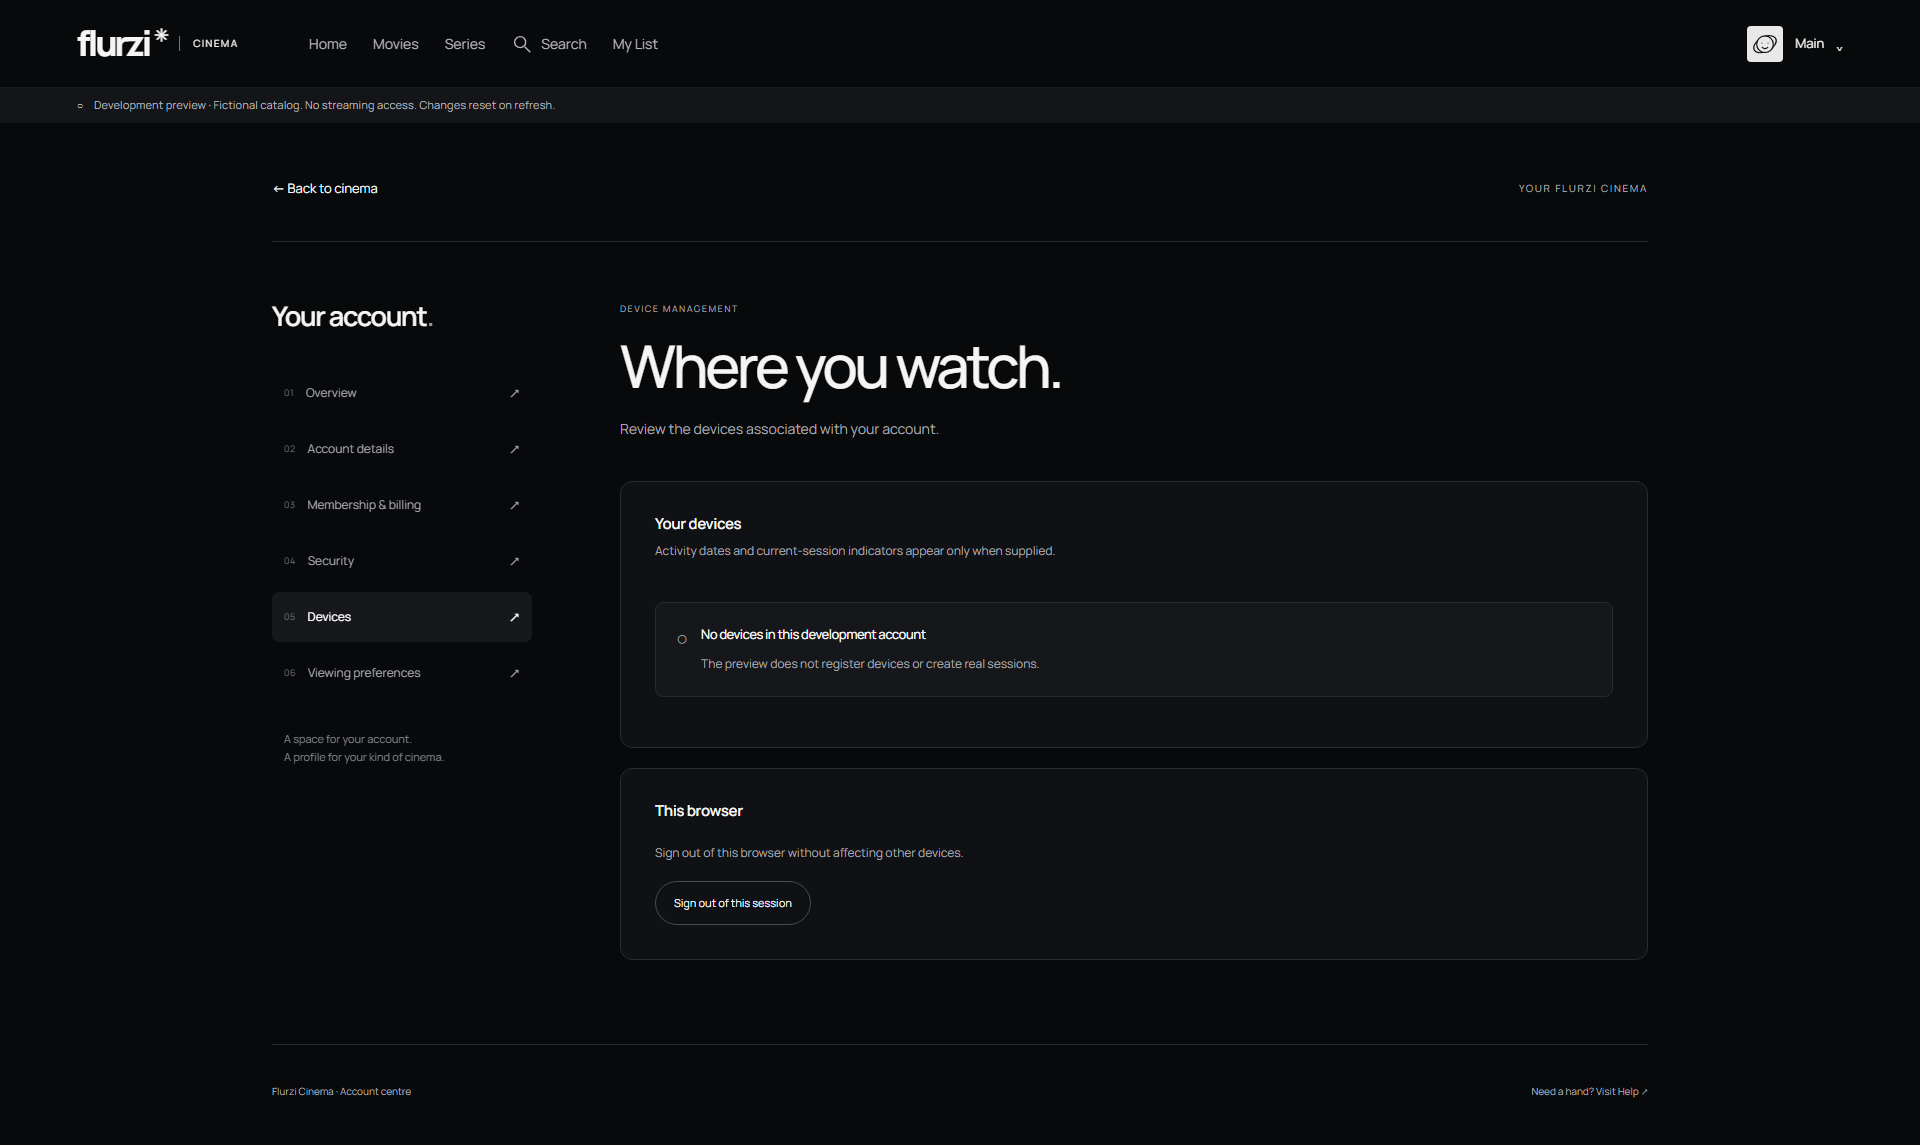 flurzi* CINEMA Home Movies Series Search My List Main
Development preview · Fictional catalog. No streaming access. Changes reset on refresh.
← Back to cinema
YOUR FLURZI CINEMA
Your account.
01 Overview ↗
02 Account details ↗
03 Membership & billing ↗
04 Security ↗
05 Devices ↗
06 Viewing preferences ↗
A space for your account.
A profile for your kind of cinema.
DEVICE MANAGEMENT
Where you watch.
Review the devices associated with your account.
Your devices
Activity dates and current-session indicators appear only when supplied.
No devices in this development account
The preview does not register devices or create real sessions.
This browser
Sign out of this browser without affecting other devices.
Sign out of this session
Flurzi Cinema · Account centre
Need a hand? Visit Help ↗